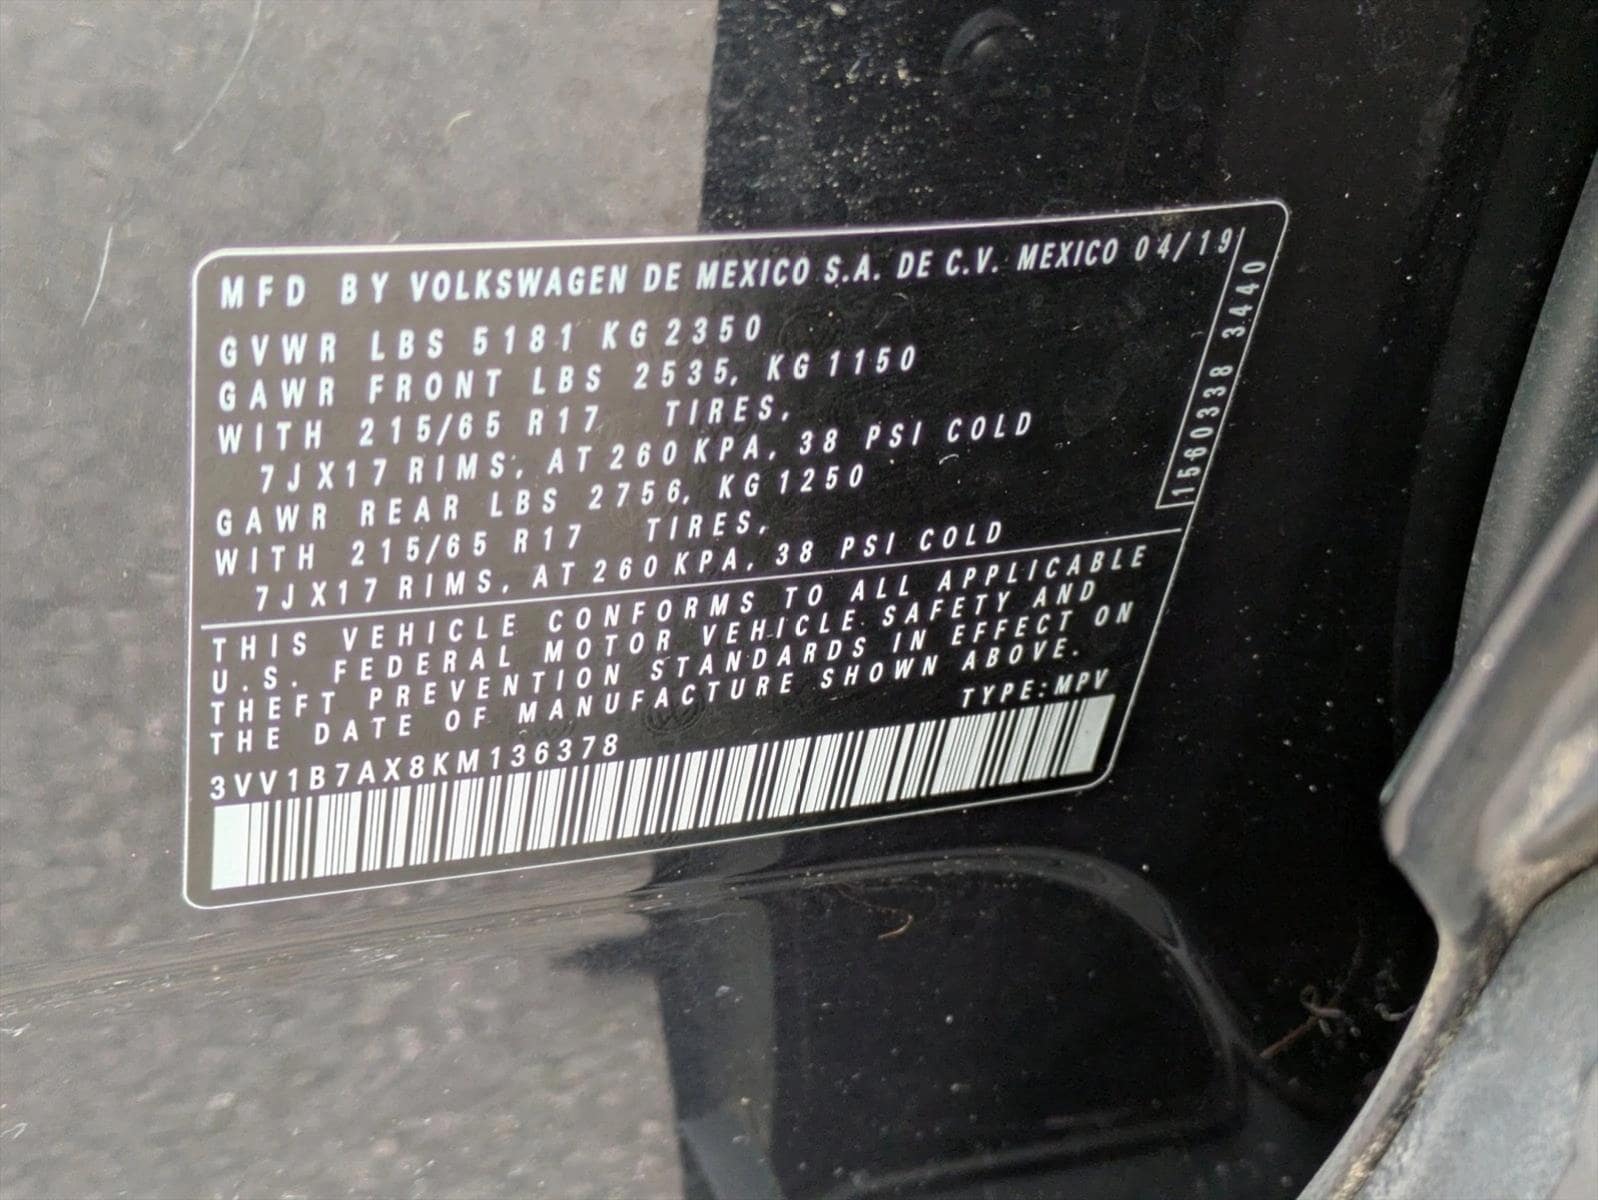 MFD BY VOLKSWAGEN DE MEXICO S.A. DE C.V. MEXICO 04/19
GVWR LBS 5181 KG 2350
GAWR FRONT LBS 2535, KG 1150
WITH 215/65 R17 TIRES,
7JX17 RIMS, AT 260 KPA, 38 PSI COLD
GAWR REAR LBS 2756, KG 1250
WITH 215/65 R17 TIRES,
7JX17 RIMS, AT 260 KPA, 38 PSI COLD
1560338 3440
THIS VEHICLE CONFORMS TO ALL APPLICABLE
U.S. FEDERAL MOTOR VEHICLE SAFETY AND
THEFT PREVENTION STANDARDS IN EFFECT ON
THE DATE OF MANUFACTURE SHOWN ABOVE.
3VV1B7AX8KM136378 TYPE:MPV